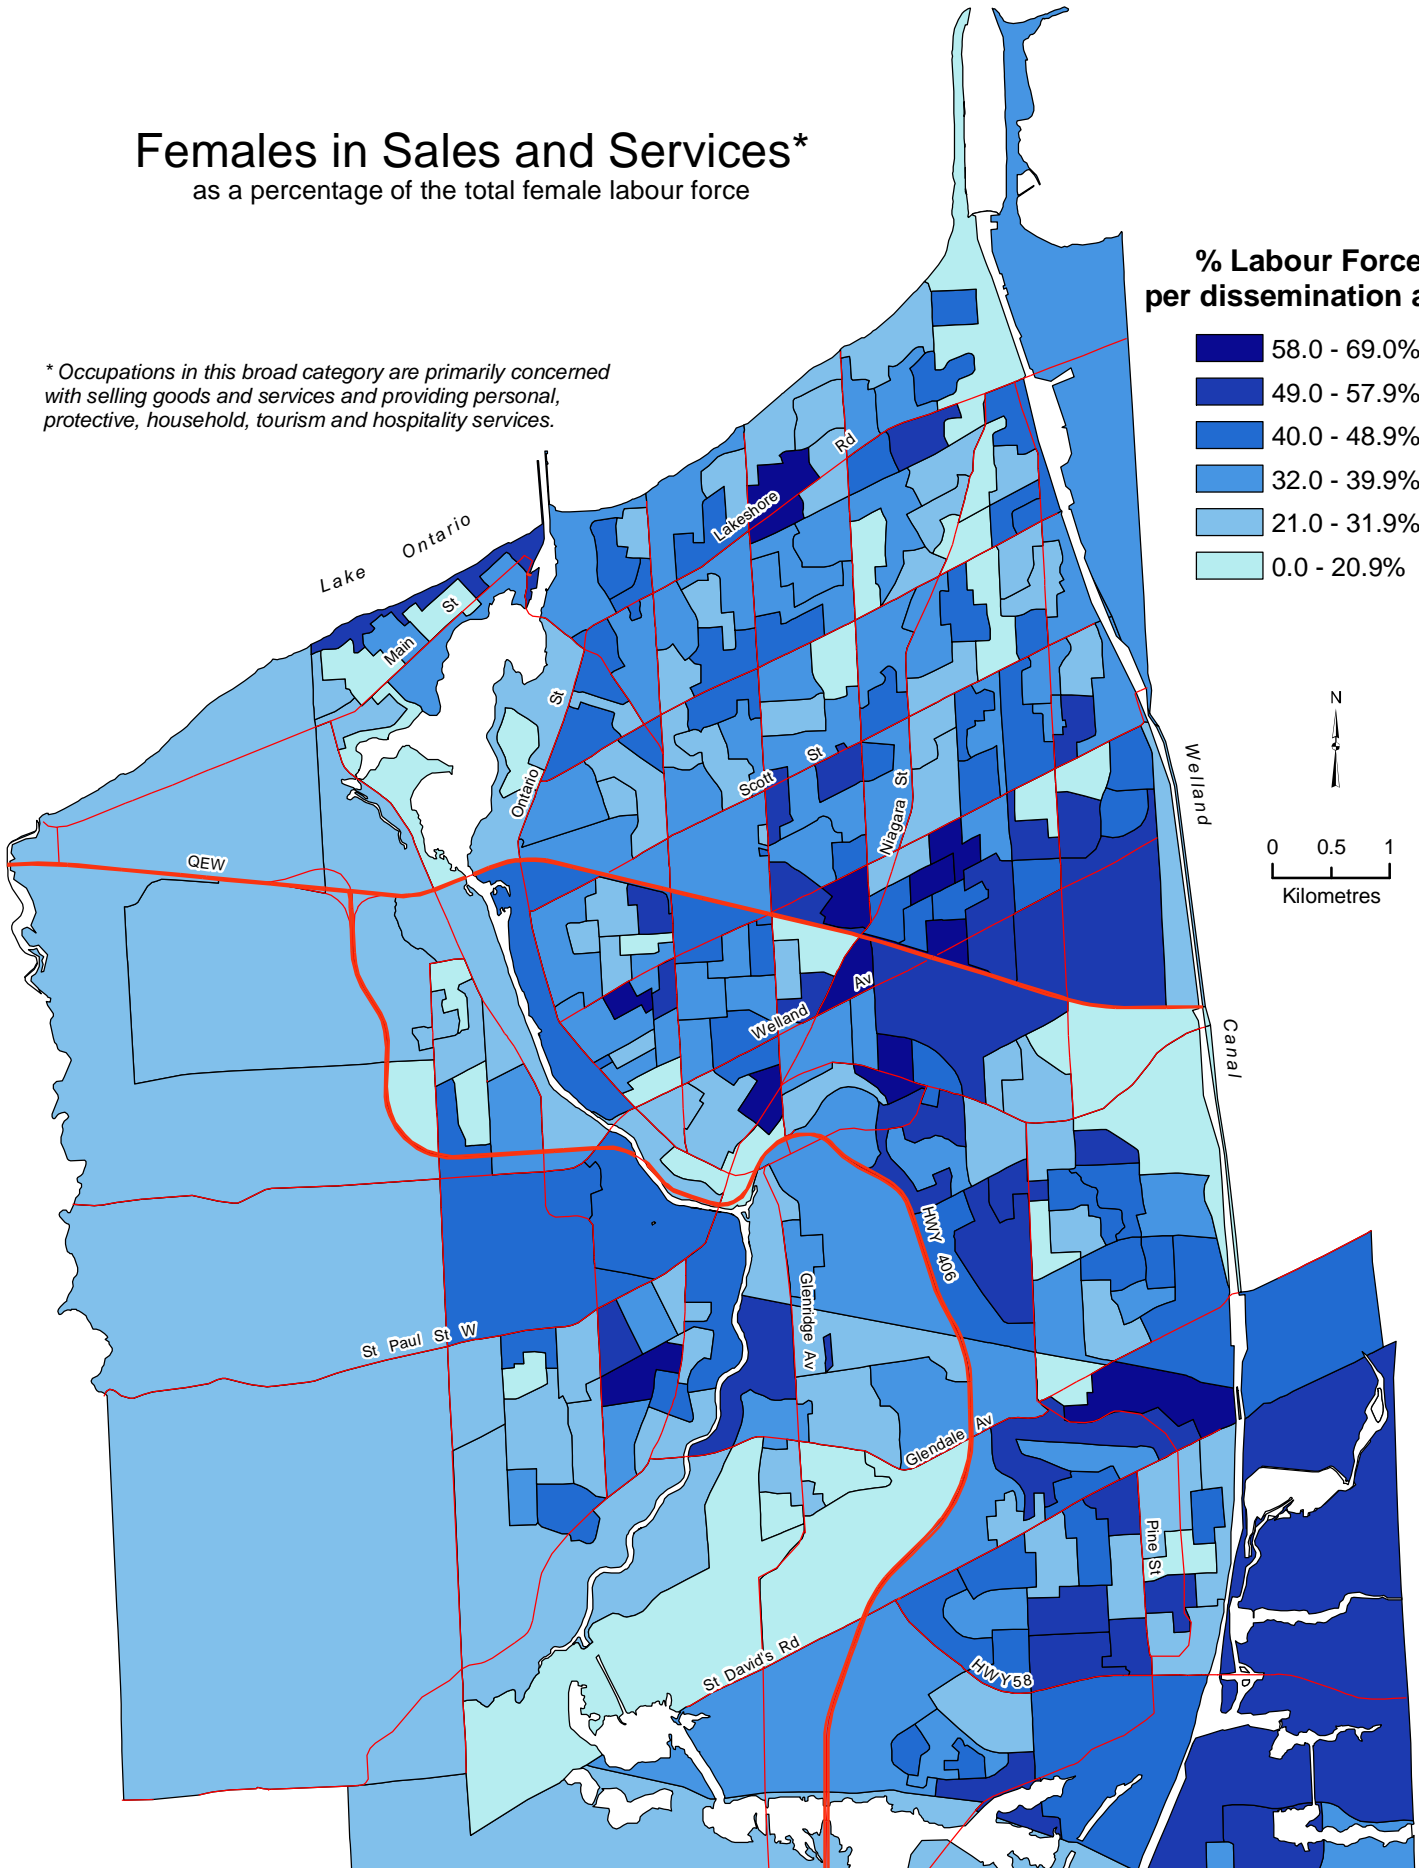 Females in Sales and Services*
as a percentage of the total female labour force
% Labour Force
per dissemination a
58.0 - 69.0%
49.0 - 57.9%
40.0 - 48.9%
32.0 - 39.9%
21.0 - 31.9%
0.0 - 20.9%
* Occupations in this broad category are primarily concerned
with selling goods and services and providing personal,
protective, household, tourism and hospitality services.
Lake Ontario
Lakeshore Rd
Main St
Ontario St
Scott St
Niagara St
Welland Canal
N
0 0.5 1
Kilometres
QEW
Welland Av
HWY 406
Glenridge Av
St Paul St W
Glendale Av
Pine St
St David's Rd
HWY58